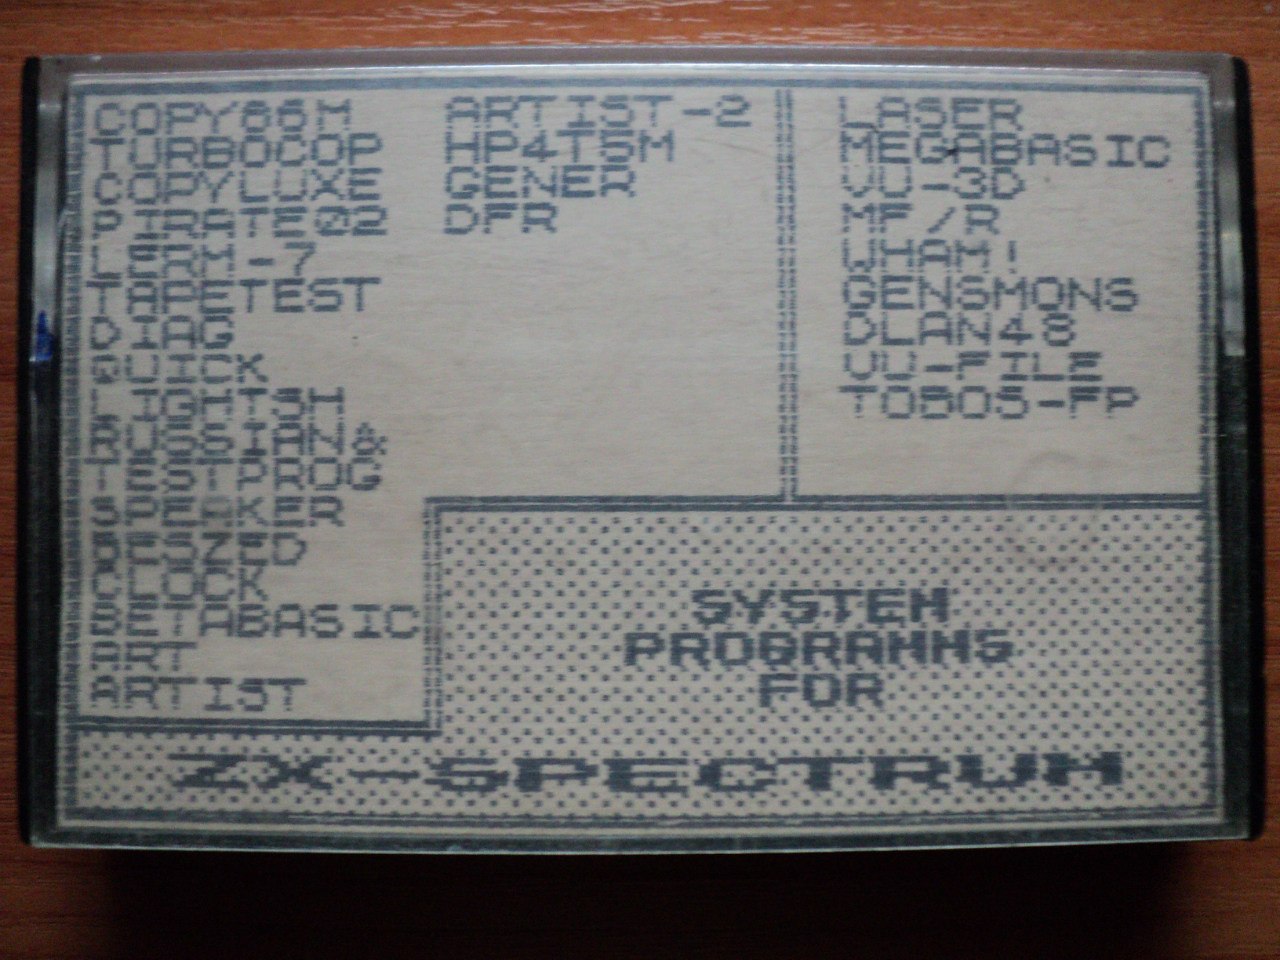 COPY86M
TURBOCOP
COPYLUXE
PIRATE02
LERM-7
TAPETEST
DIAG
QUICK
LIGHTSH
RUSSIAN&
TESTPROG
SPEAKER
BESZED
CLOCK
BETABASIC
ART
ARTIST
ARTIST-2
HP4T5M
GENER
DFR
LASER
MEGABASIC
VU-3D
MF/R
WHAM!
GENSMONS
DLAN48
VU-FILE
TOBOS-FP
SYSTEM
PROGRAMMS
FOR
ZX-SPECTRUM